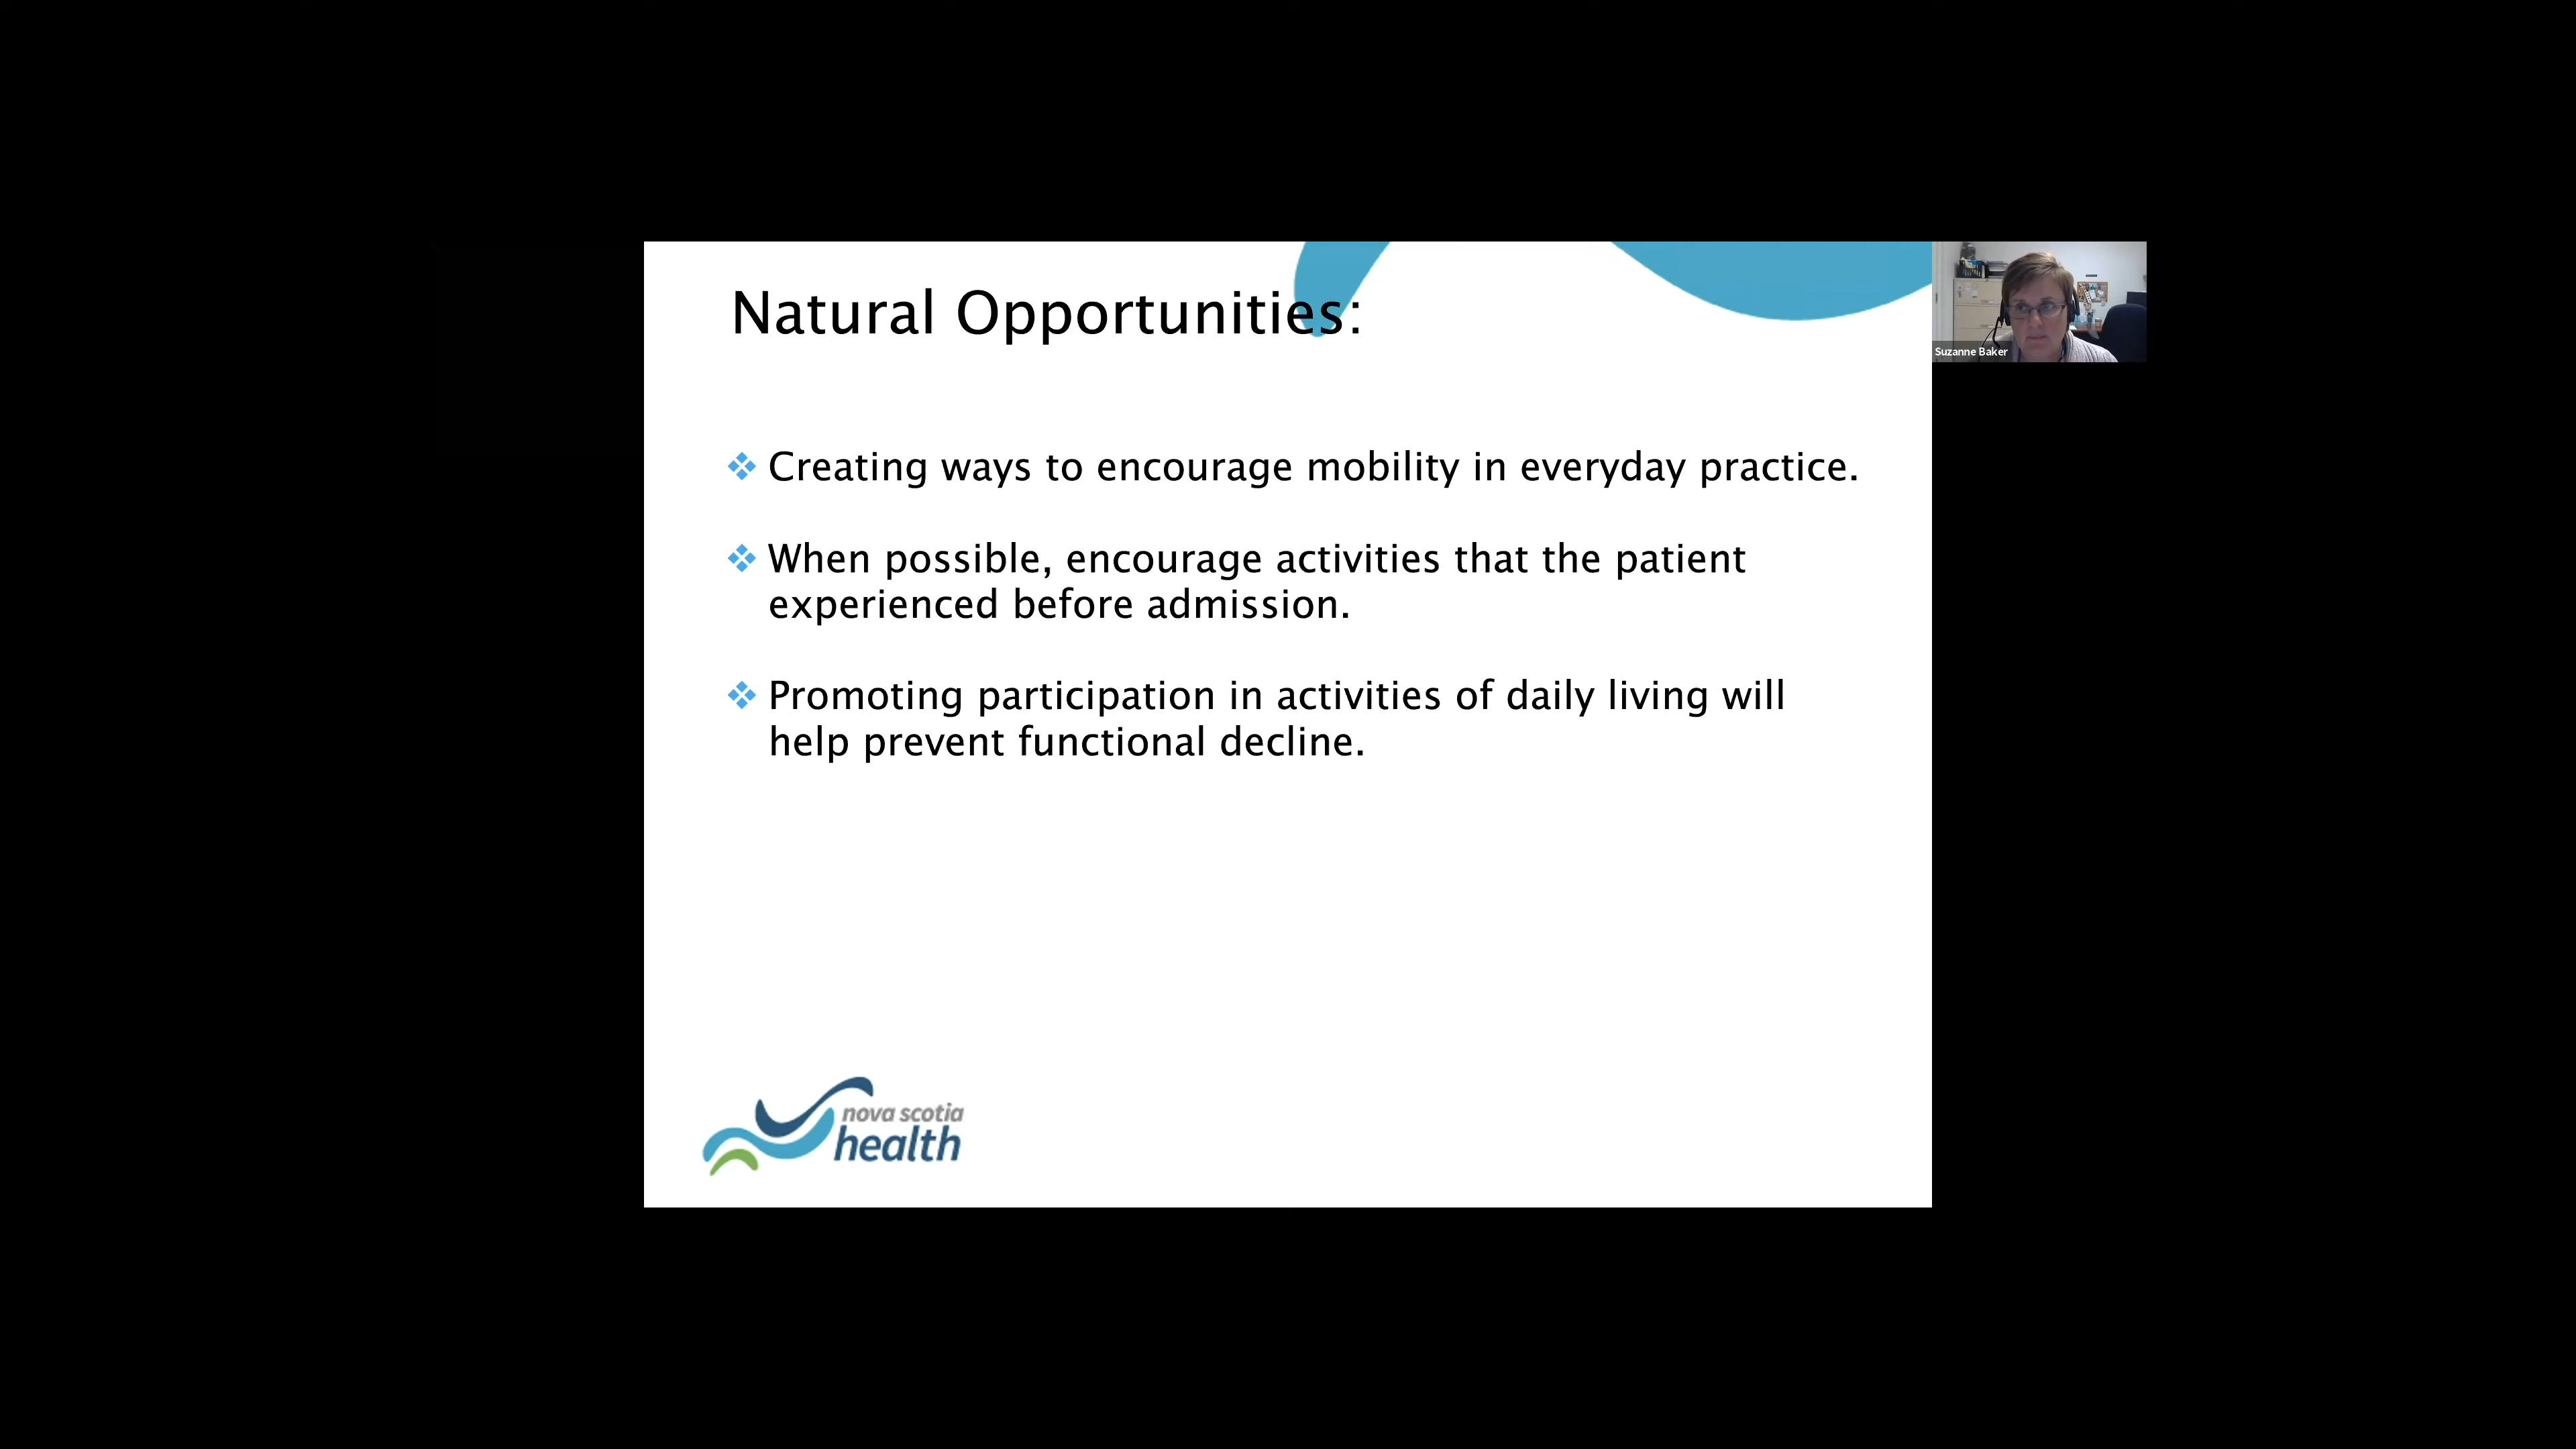 Natural Opportunities:
Suzanne Baker
❖ Creating ways to encourage mobility in everyday practice.
❖ When possible, encourage activities that the patient
experienced before admission.
❖ Promoting participation in activities of daily living will
help prevent functional decline.
nova scotia
health